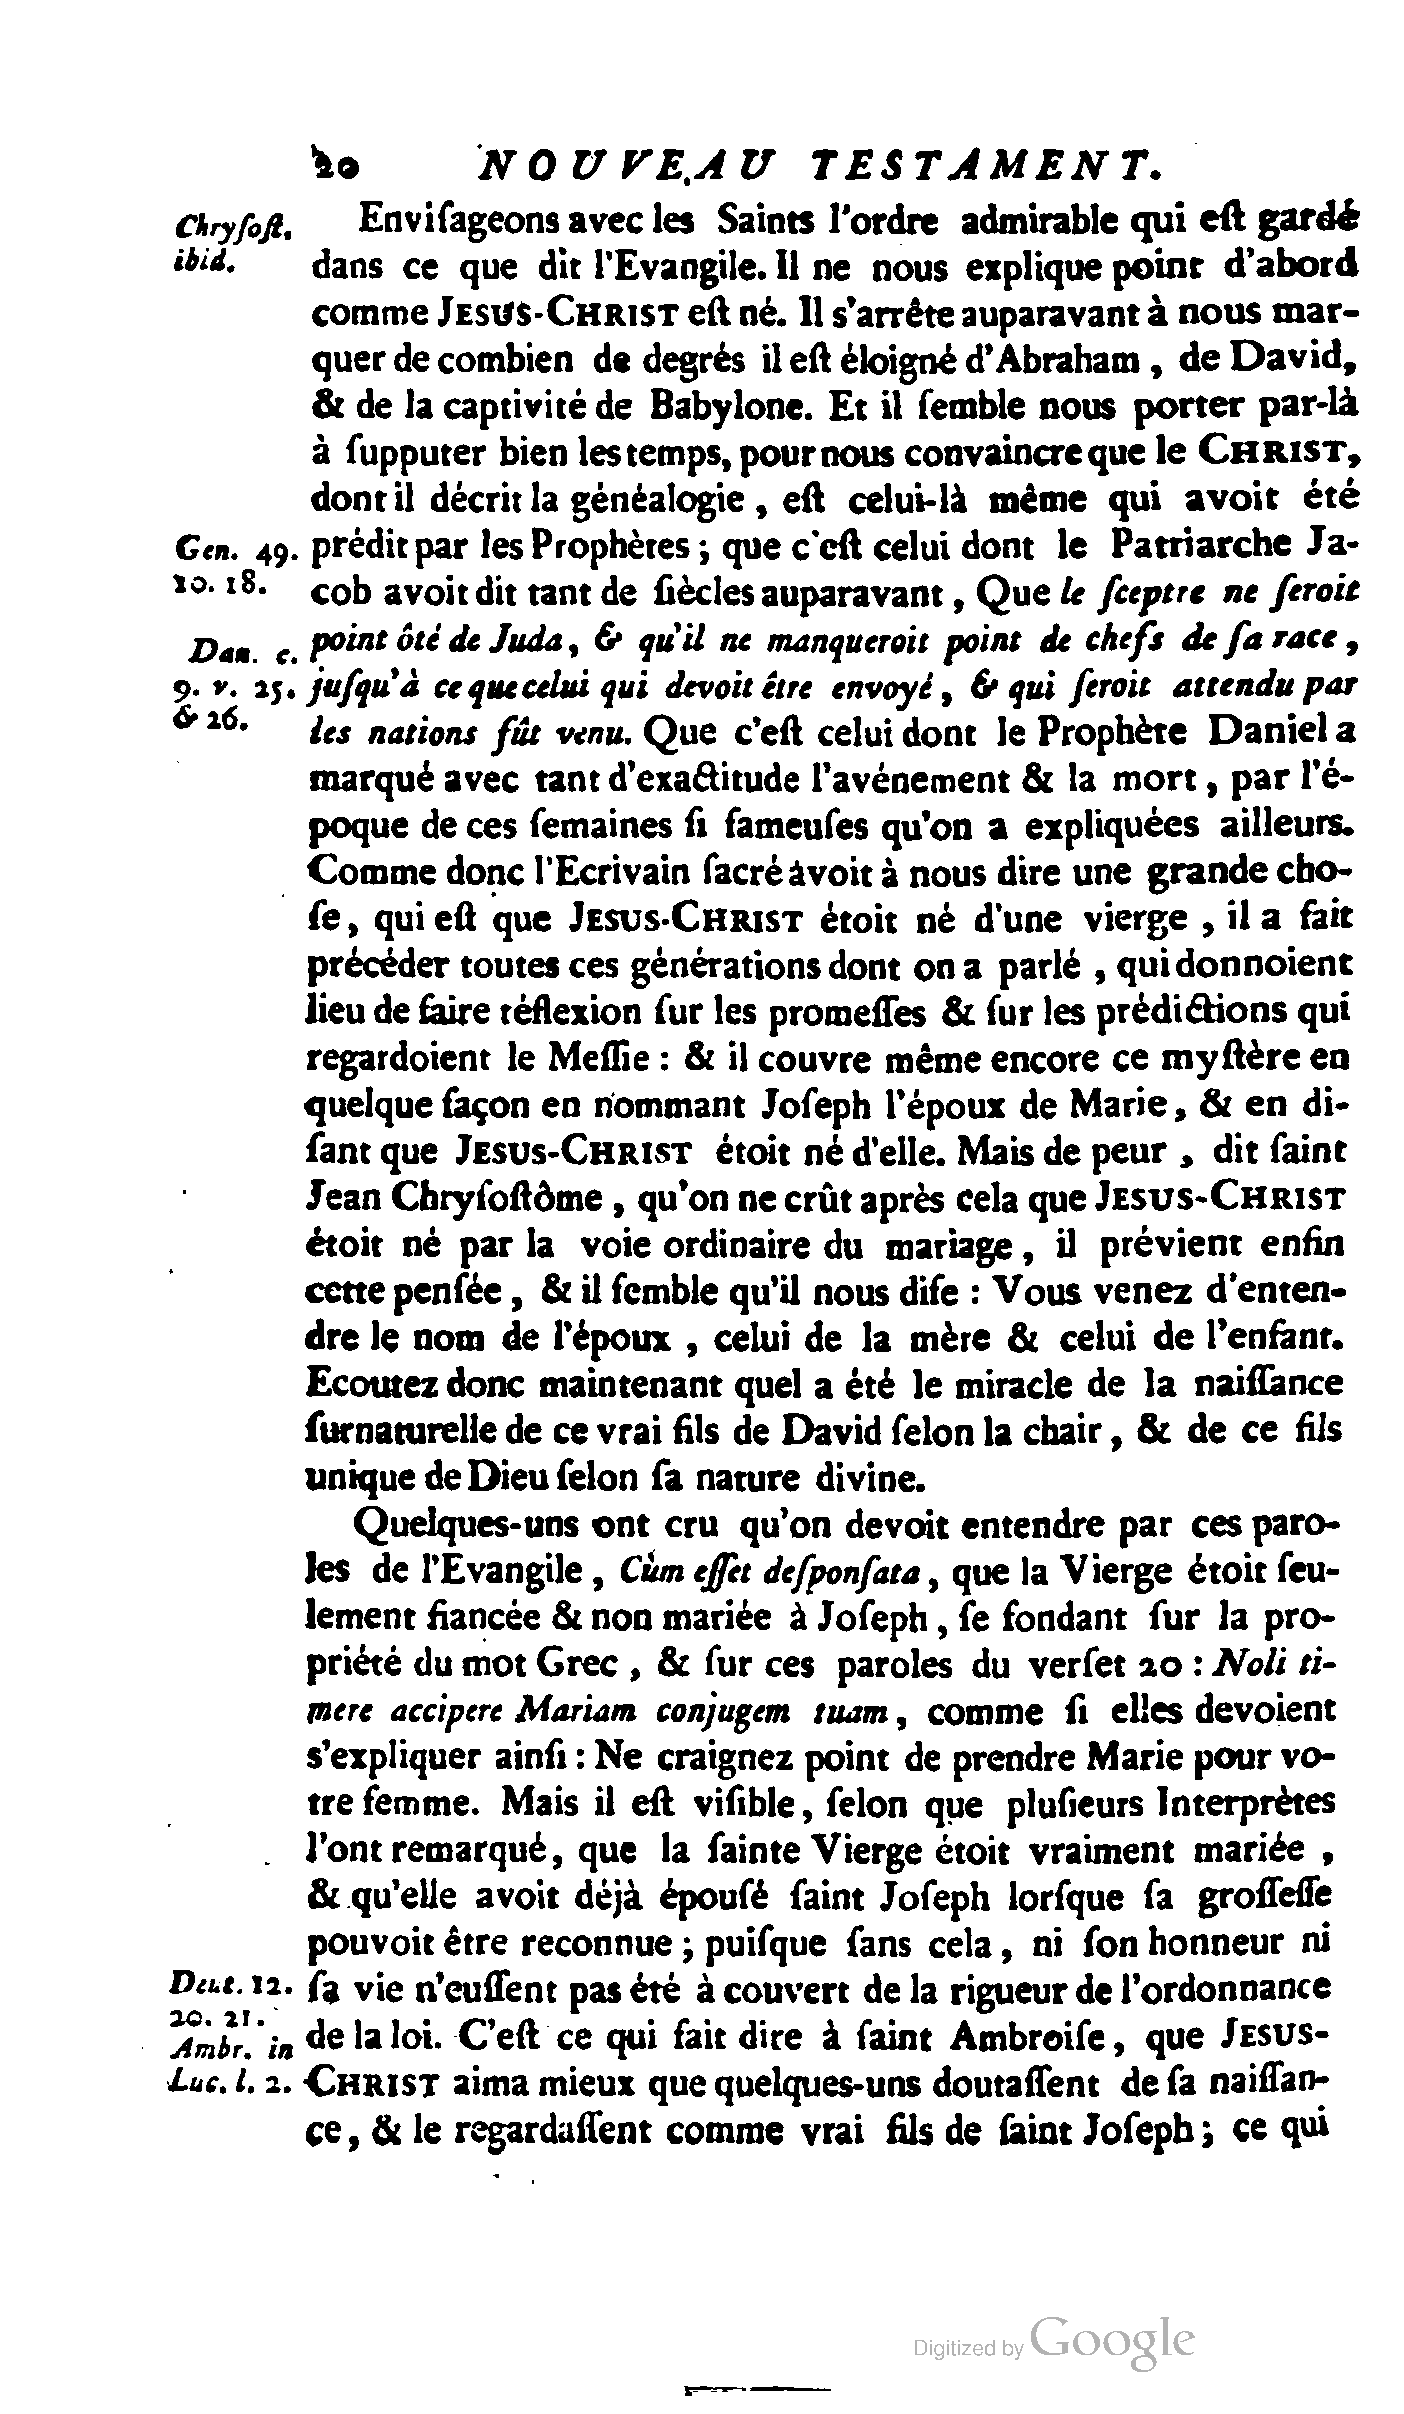 20 NOUVEAU TESTAMENT.
Chryſoſt. Enviſageons avec les Saints l'ordre admirable qui eſt gardé
ibid. dans ce que dit l'Evangile. Il ne nous explique point d'abord
comme JESUS-CHRIST eſt né. Il s'arrête auparavant à nous mar-
quer de combien de degrés il eſt éloigné d'Abraham, de David,
& de la captivité de Babylone. Et il ſemble nous porter par-là
à ſupputer bien les temps, pour nous convaincre que le CHRIST,
dont il décrit la généalogie, eſt celui-là même qui avoit été
Gen. 49. prédit par les Prophètes; que c'eſt celui dont le Patriarche Ja-
10. 18. cob avoit dit tant de ſiècles auparavant, Que le ſceptre ne ſeroit
Dan. c. point ôté de Juda, & qu'il ne manqueroit point de chefs de ſa race,
9. v. 25. juſqu'à ce que celui qui devoit être envoyé, & qui ſeroit attendu par
& 26. les nations fût venu. Que c'eſt celui dont le Prophète Daniel a
marqué avec tant d'exactitude l'avénement & la mort, par l'é-
poque de ces ſemaines ſi fameuſes qu'on a expliquées ailleurs.
Comme donc l'Ecrivain ſacré avoit à nous dire une grande cho-
ſe, qui eſt que JESUS-CHRIST étoit né d'une vierge, il a fait
précéder toutes ces générations dont on a parlé, qui donnoient
lieu de faire réflexion ſur les promeſſes & ſur les prédictions qui
regardoient le Meſſie : & il couvre même encore ce myſtère en
quelque façon en nommant Joſeph l'époux de Marie, & en di-
ſant que JESUS-CHRIST étoit né d'elle. Mais de peur, dit ſaint
Jean Chryſoſtôme, qu'on ne crût après cela que JESUS-CHRIST
étoit né par la voie ordinaire du mariage, il prévient enfin
cette penſée, & il ſemble qu'il nous diſe : Vous venez d'enten-
dre le nom de l'époux, celui de la mère & celui de l'enfant.
Ecoutez donc maintenant quel a été le miracle de la naiſſance
ſurnaturelle de ce vrai fils de David ſelon la chair, & de ce fils
unique de Dieu ſelon ſa nature divine.
Quelques-uns ont cru qu'on devoit entendre par ces paro-
les de l'Evangile, Cùm eſſet deſponſata, que la Vierge étoit ſeu-
lement fiancée & non mariée à Joſeph, ſe fondant ſur la pro-
priété du mot Grec, & ſur ces paroles du verſet 20 : Noli ti-
mere accipere Mariam conjugem tuam, comme ſi elles devoient
s'expliquer ainſi : Ne craignez point de prendre Marie pour vo-
tre femme. Mais il eſt viſible, ſelon que pluſieurs Interprètes
l'ont remarqué, que la ſainte Vierge étoit vraiment mariée,
& qu'elle avoit déjà épouſé ſaint Joſeph lorſque ſa groſſeſſe
pouvoit être reconnue; puiſque ſans cela, ni ſon honneur ni
Deut. 12. ſa vie n'euſſent pas été à couvert de la rigueur de l'ordonnance
20. 21.
Ambr. in de la loi. C'eſt ce qui fait dire à ſaint Ambroiſe, que JESUS-
Luc. l. 2. CHRIST aima mieux que quelques-uns doutaſſent de ſa naiſſan-
ce, & le regardaſſent comme vrai fils de ſaint Joſeph; ce qui
Digitized by Google